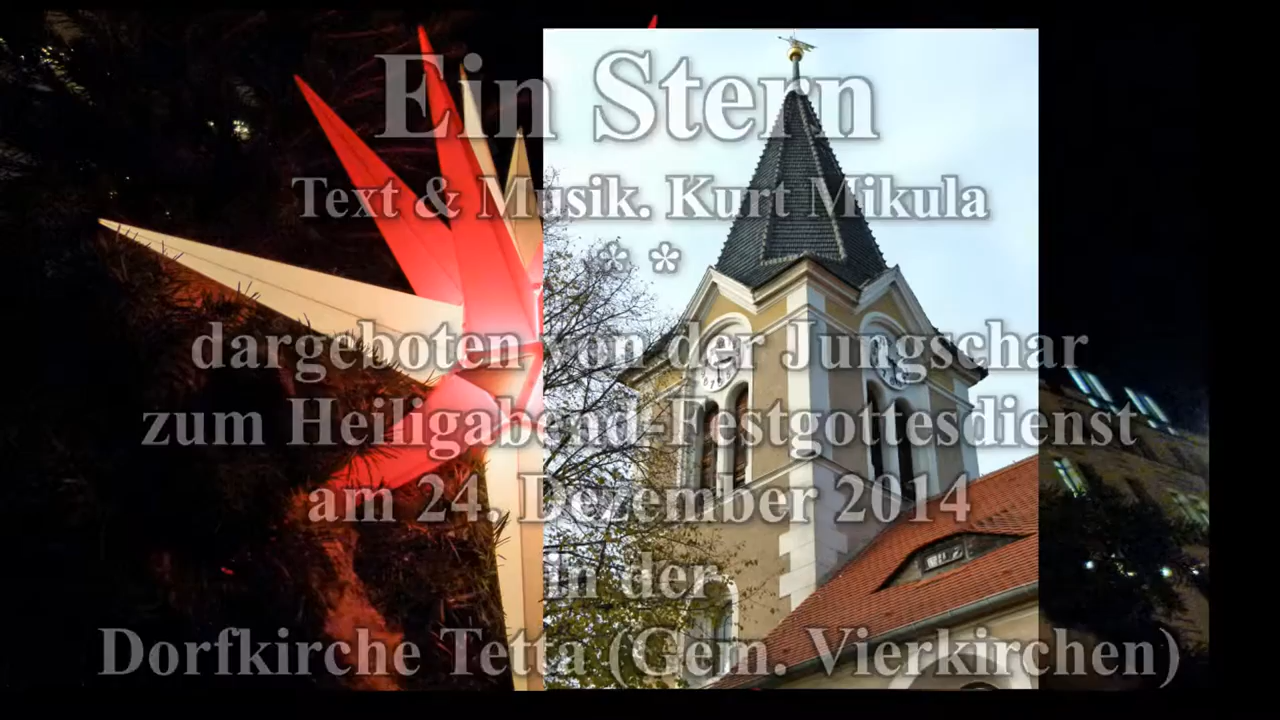 Ein Stern
Text & Musik. Kurt Mikula
* *
dargeboten von der Jungschar
zum Heiligabend-Festgottesdienst
am 24. Dezember 2014
in der
Dorfkirche Tetta (Gem. Vierkirchen)